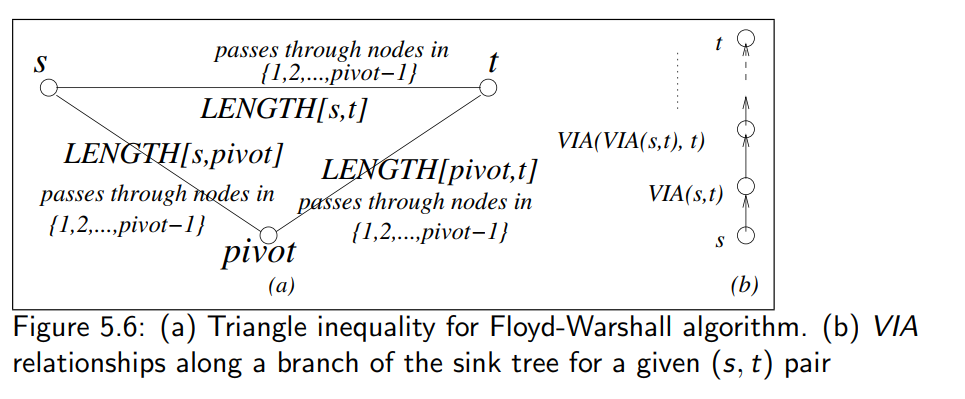 s
passes through nodes in
{1,2,...,pivot−1}
t
LENGTH[s,t]
LENGTH[s,pivot]
passes through nodes in
{1,2,...,pivot−1}
LENGTH[pivot,t]
passes through nodes in
{1,2,...,pivot−1}
pivot
(a)
t
VIA(VIA(s,t), t)
VIA(s,t)
s
(b)
Figure 5.6: (a) Triangle inequality for Floyd-Warshall algorithm. (b) VIA
relationships along a branch of the sink tree for a given (s, t) pair